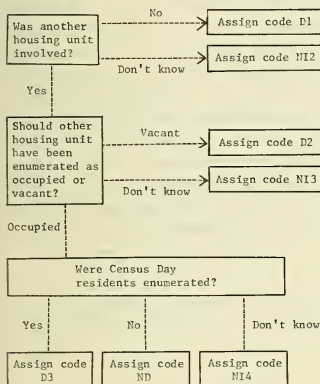 No
Was another
housing unit
involved?
Assign code D1
Assign code NI2
Don't know
Yes
Should other
housing unit
have been
enumerated as
occupied or
vacant?
Vacant
Assign code D2
Assign code NI3
Don't know
Occupied
Were Census Day
residents enumerated?
Yes
No
Don't know
Assign code
D3
Assign code
ND
Assign code
NI4